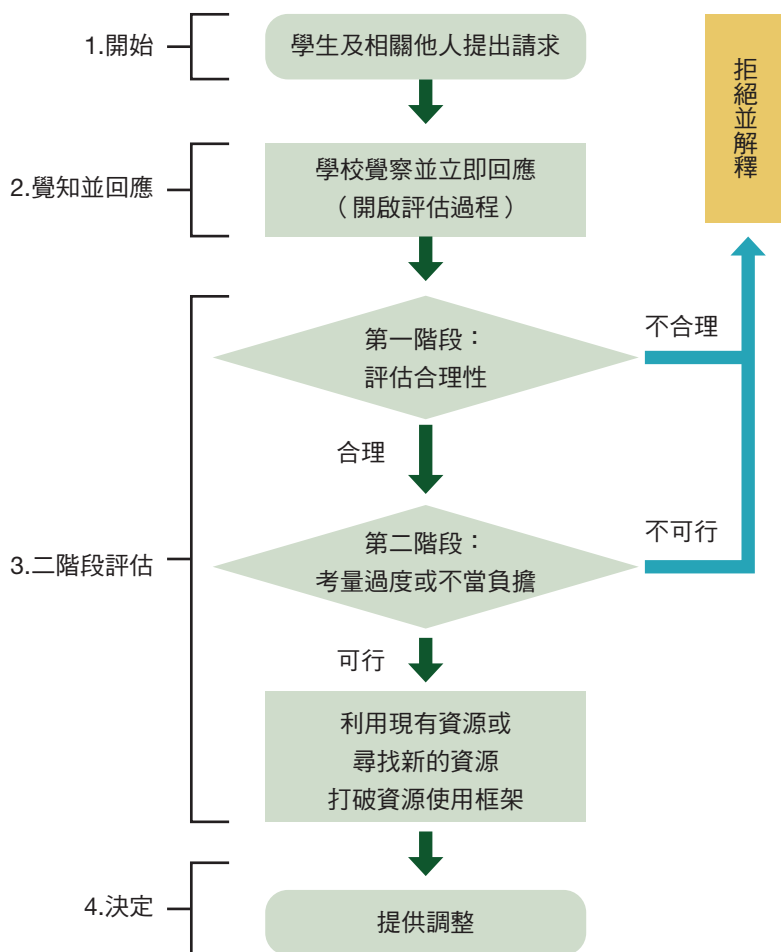 1.開始
學生及相關他人提出請求
拒絕並解釋
2.覺知並回應
學校覺察並立即回應
（開啟評估過程）
3.二階段評估
第一階段：
評估合理性
不合理
合理
第二階段：
考量過度或不當負擔
不可行
可行
利用現有資源或
尋找新的資源
打破資源使用框架
4.決定
提供調整